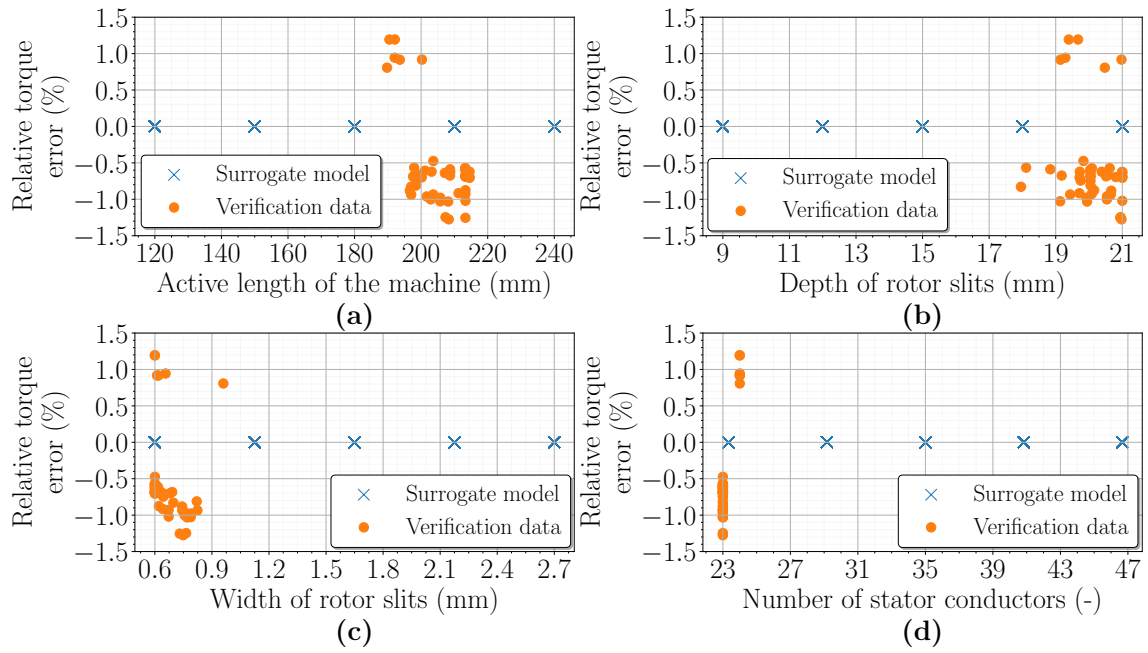 Relative torque
error (%)
1.5
1.0
0.5
0.0
−0.5
−1.0
−1.5
Surrogate model
Verification data
120 140 160 180 200 220 240
Active length of the machine (mm)
(a)
Relative torque
error (%)
1.5
1.0
0.5
0.0
−0.5
−1.0
−1.5
Surrogate model
Verification data
9 11 13 15 17 19 21
Depth of rotor slits (mm)
(b)
Relative torque
error (%)
1.5
1.0
0.5
0.0
−0.5
−1.0
−1.5
Surrogate model
Verification data
0.6 0.9 1.2 1.5 1.8 2.1 2.4 2.7
Width of rotor slits (mm)
(c)
Relative torque
error (%)
1.5
1.0
0.5
0.0
−0.5
−1.0
−1.5
Surrogate model
Verification data
23 27 31 35 39 43 47
Number of stator conductors (-)
(d)